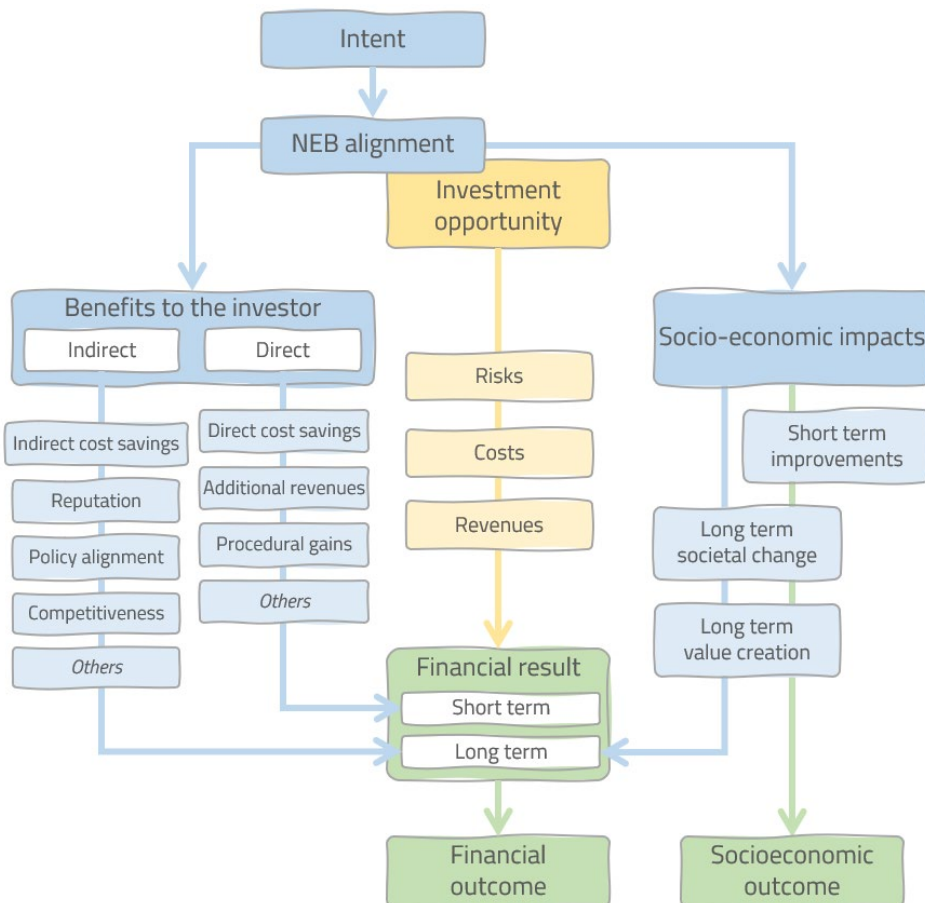 Intent
NEB alignment
Investment
opportunity
Benefits to the investor
Indirect
Direct
Indirect cost savings
Reputation
Policy alignment
Competitiveness
Others
Direct cost savings
Additional revenues
Procedural gains
Others
Risks
Costs
Revenues
Socio-economic impacts
Short term
improvements
Long term
societal change
Long term
value creation
Financial result
Short term
Long term
Financial
outcome
Socioeconomic
outcome